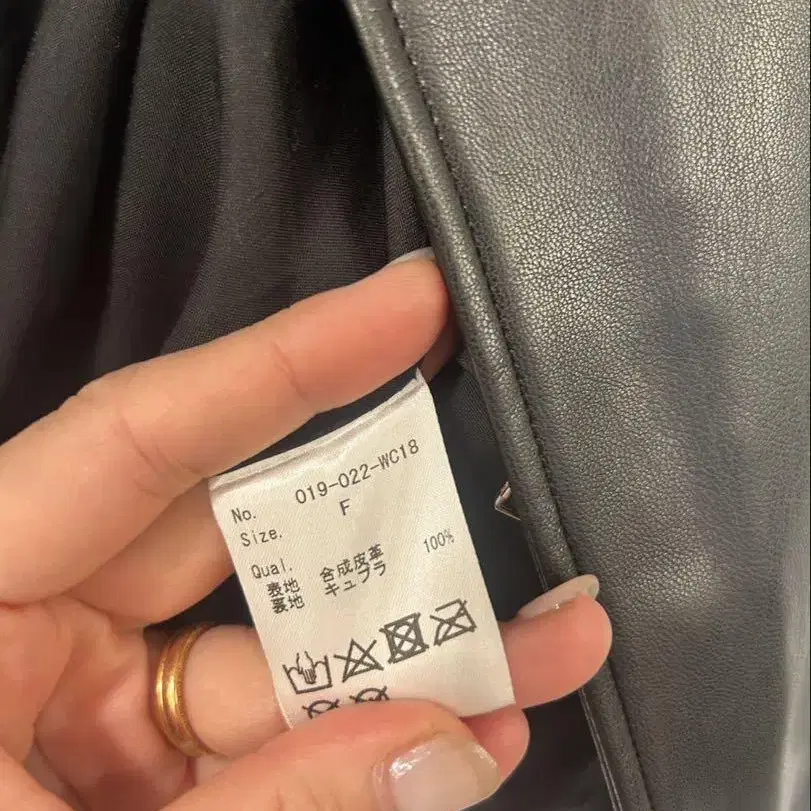 No. 019-022-WC18
Size. F
Qual.
表地 合成皮革
裏地 キュプラ 100%